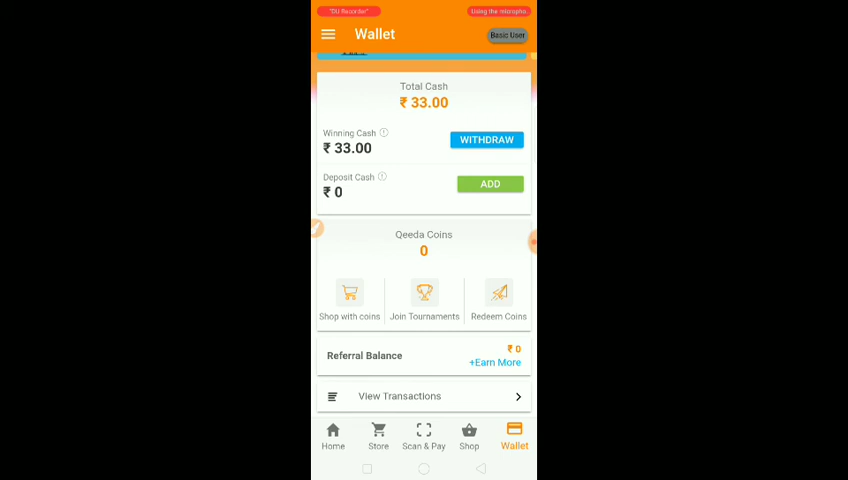 "DU Recorder"
Using the micropho..
Wallet
Basic User
Total Cash
₹ 33.00
Winning Cash
₹ 33.00
WITHDRAW
Deposit Cash
₹ 0
ADD
Qeeda Coins
0
Shop with coins
Join Tournaments
Redeem Coins
Referral Balance
₹ 0
+Earn More
View Transactions
Home
Store
Scan & Pay
Shop
Wallet